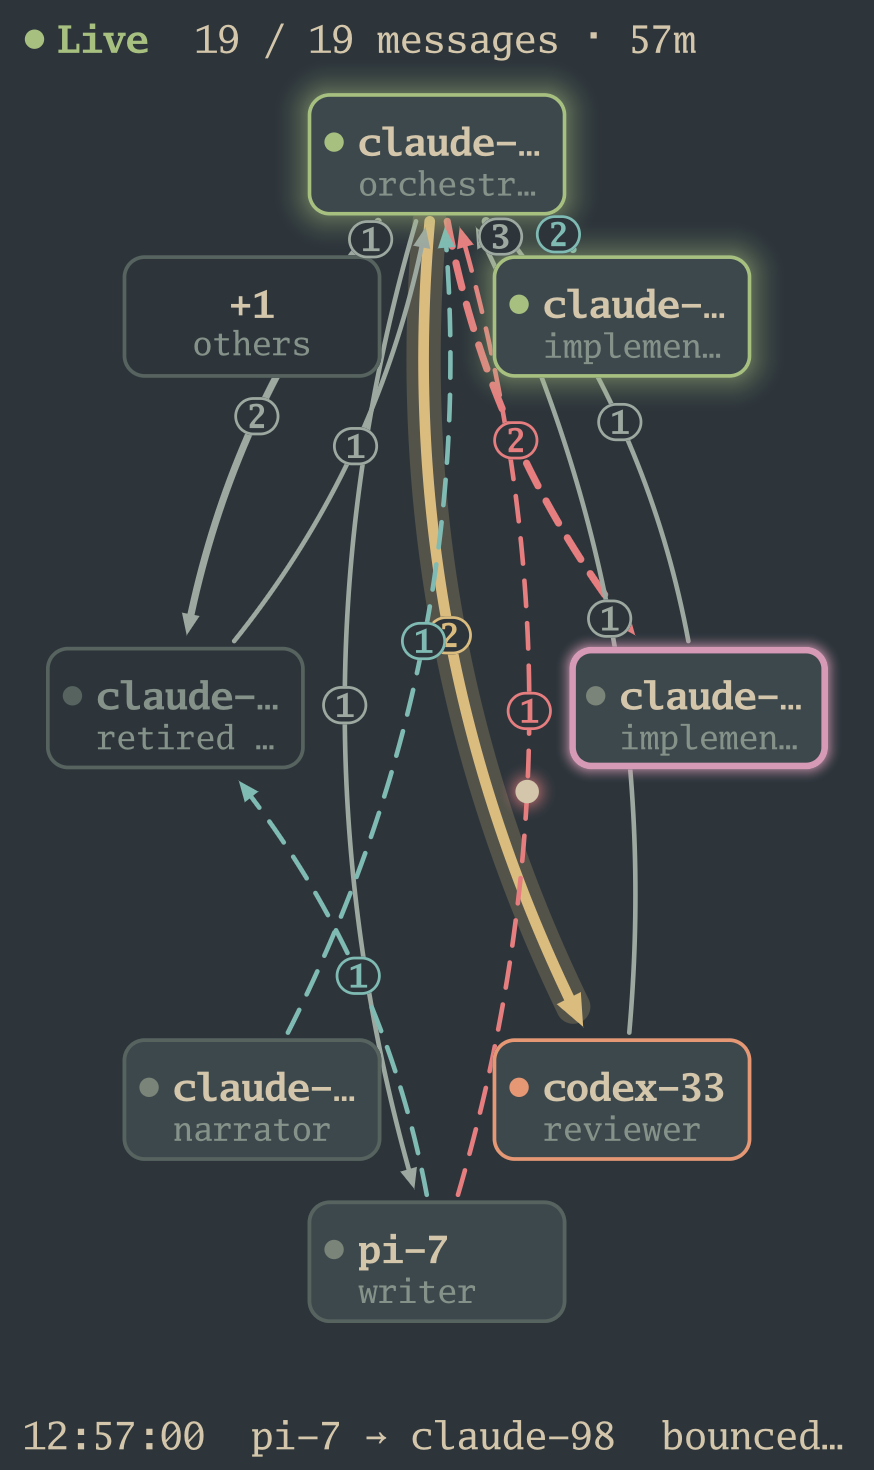 Live 19 / 19 messages · 57m
claude-…
orchestr…
1
3
2
+1
others
claude-…
implemen…
2
1
2
1
1
1
2
claude-…
retired …
1
1
claude-…
implemen…
1
claude-…
narrator
codex-33
reviewer
pi-7
writer
12:57:00 pi-7 → claude-98 bounced…